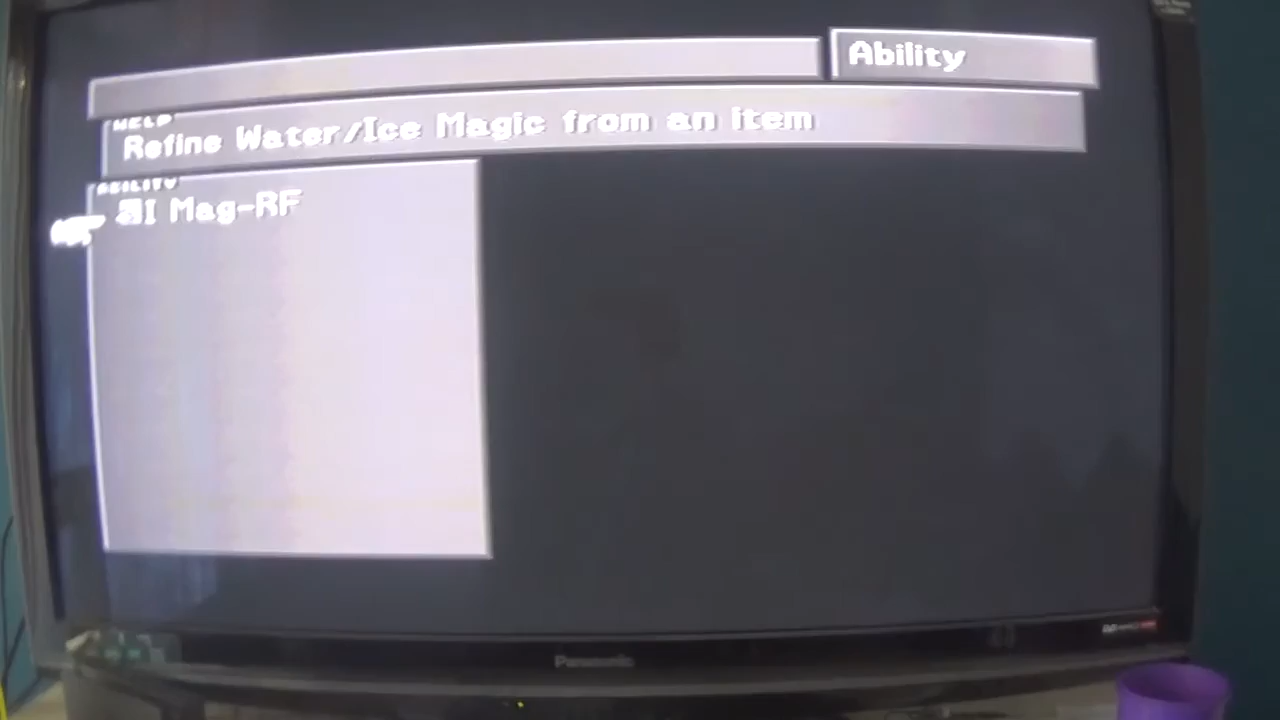 Ability
HELP
Refine Water/Ice Magic from an item
ABILITY
I Mag-RF
Panasonic